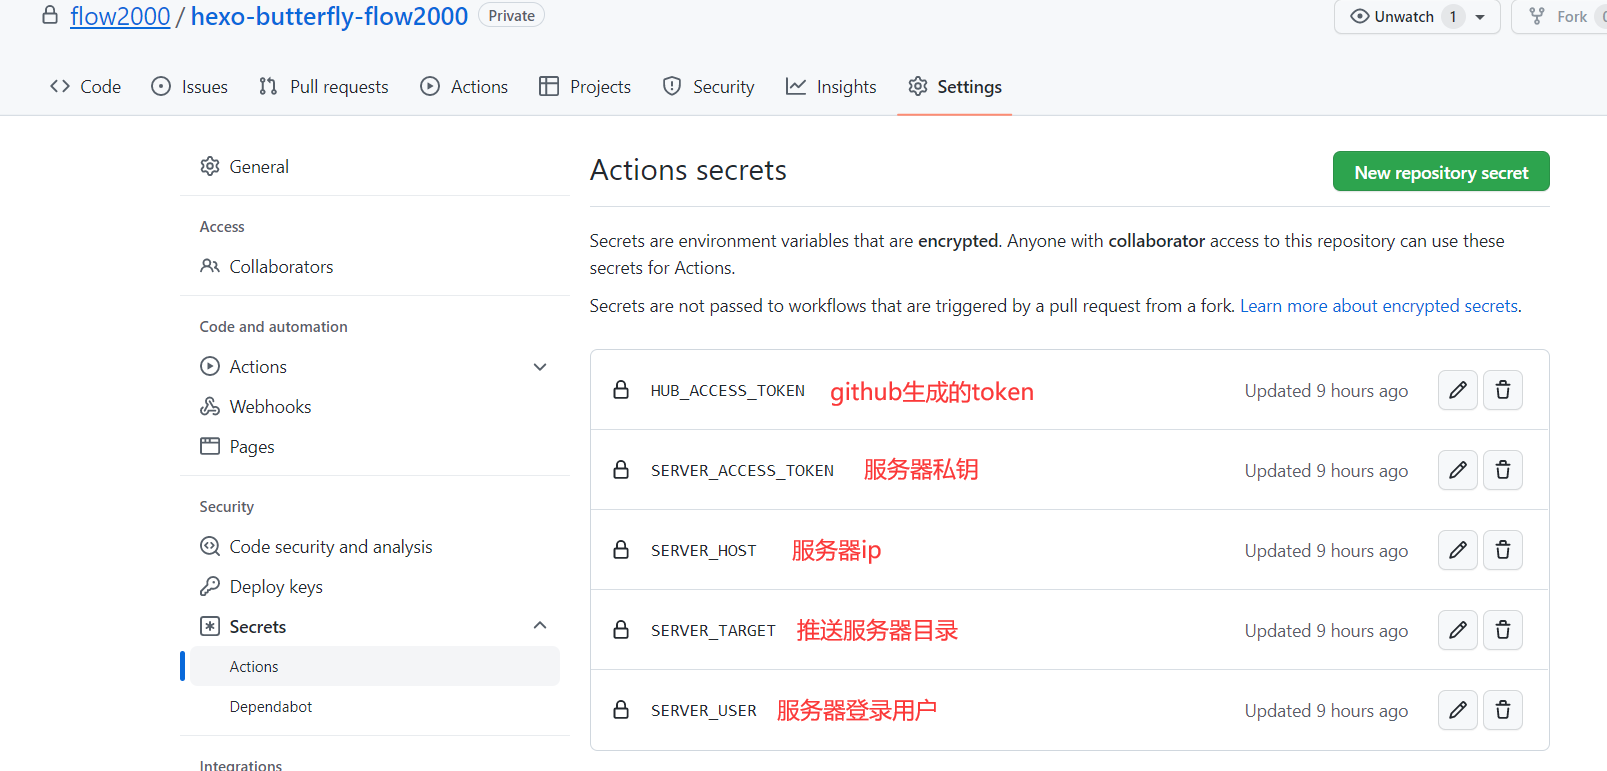 flow2000 / hexo-butterfly-flow2000 Private
Unwatch 1
Fork
Code
Issues
Pull requests
Actions
Projects
Security
Insights
Settings
General
Access
Collaborators
Code and automation
Actions
Webhooks
Pages
Security
Code security and analysis
Deploy keys
Secrets
Actions
Dependabot
Integrations
Actions secrets
New repository secret
Secrets are environment variables that are encrypted. Anyone with collaborator access to this repository can use these
secrets for Actions.
Secrets are not passed to workflows that are triggered by a pull request from a fork. Learn more about encrypted secrets.
HUB_ACCESS_TOKEN github生成的token Updated 9 hours ago
SERVER_ACCESS_TOKEN 服务器私钥 Updated 9 hours ago
SERVER_HOST 服务器ip Updated 9 hours ago
SERVER_TARGET 推送服务器目录 Updated 9 hours ago
SERVER_USER 服务器登录用户 Updated 9 hours ago